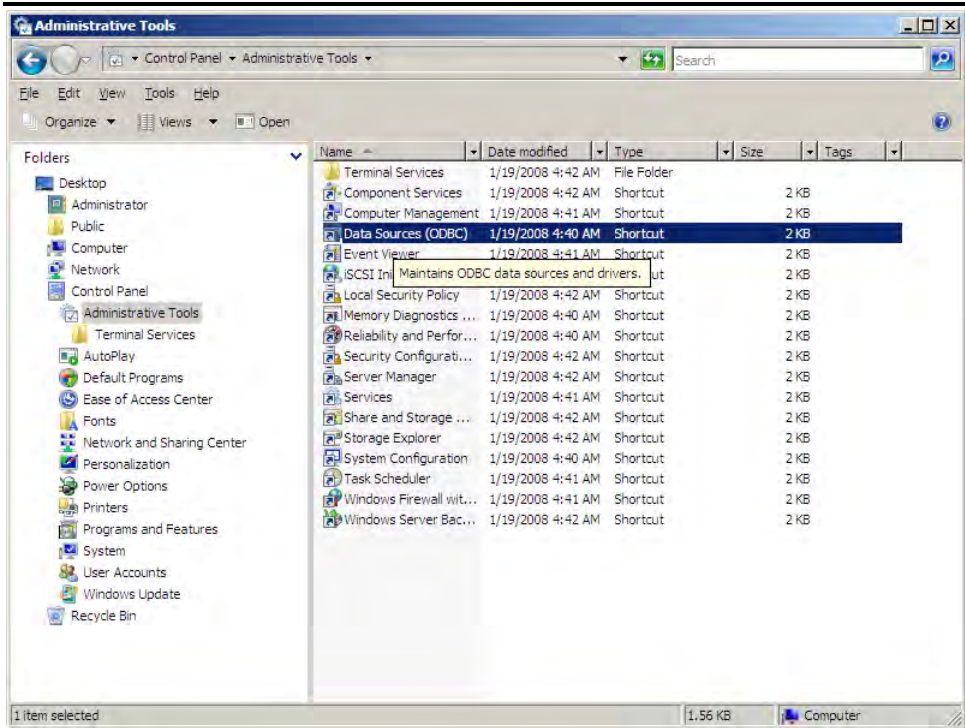 Administrative Tools
Control Panel Administrative Tools
Search
File Edit View Tools Help
Organize Views Open
Folders
Desktop
Administrator
Public
Computer
Network
Control Panel
Administrative Tools
Terminal Services
AutoPlay
Default Programs
Ease of Access Center
Fonts
Network and Sharing Center
Personalization
Power Options
Printers
Programs and Features
System
User Accounts
Windows Update
Recycle Bin
Name Date modified Type Size Tags
Terminal Services 1/19/2008 4:42 AM File Folder
Component Services 1/19/2008 4:42 AM Shortcut 2 KB
Computer Management 1/19/2008 4:41 AM Shortcut 2 KB
Data Sources (ODBC) 1/19/2008 4:40 AM Shortcut 2 KB
Event Viewer 1/19/2008 4:41 AM Shortcut 2 KB
iSCSI Ini Maintains ODBC data sources and drivers. ut 2 KB
Local Security Policy 1/19/2008 4:42 AM Shortcut 2 KB
Memory Diagnostics ... 1/19/2008 4:40 AM Shortcut 2 KB
Reliability and Perfor... 1/19/2008 4:40 AM Shortcut 2 KB
Security Configurati... 1/19/2008 4:42 AM Shortcut 2 KB
Server Manager 1/19/2008 4:42 AM Shortcut 2 KB
Services 1/19/2008 4:41 AM Shortcut 2 KB
Share and Storage ... 1/19/2008 4:42 AM Shortcut 2 KB
Storage Explorer 1/19/2008 4:42 AM Shortcut 2 KB
System Configuration 1/19/2008 4:40 AM Shortcut 2 KB
Task Scheduler 1/19/2008 4:41 AM Shortcut 2 KB
Windows Firewall wit... 1/19/2008 4:41 AM Shortcut 2 KB
Windows Server Bac... 1/19/2008 4:42 AM Shortcut 2 KB
1 item selected 1.56 KB Computer